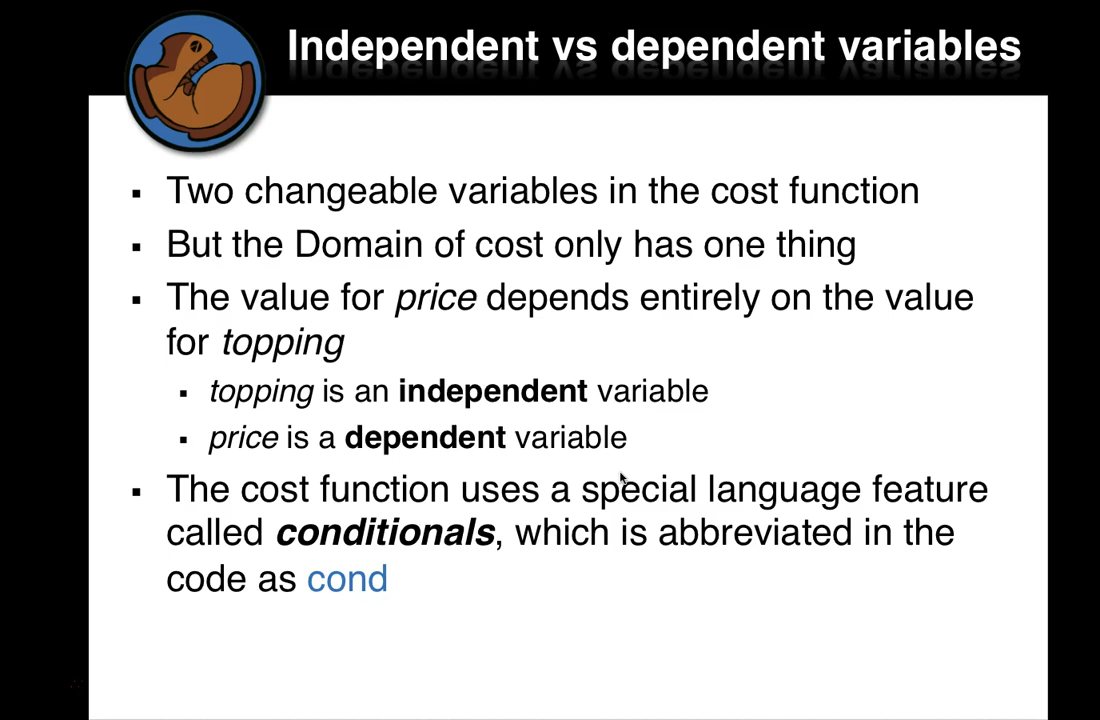 Independent vs dependent variables
▪ Two changeable variables in the cost function
▪ But the Domain of cost only has one thing
▪ The value for price depends entirely on the value
for topping
▪ topping is an independent variable
▪ price is a dependent variable
▪ The cost function uses a special language feature
called conditionals, which is abbreviated in the
code as cond